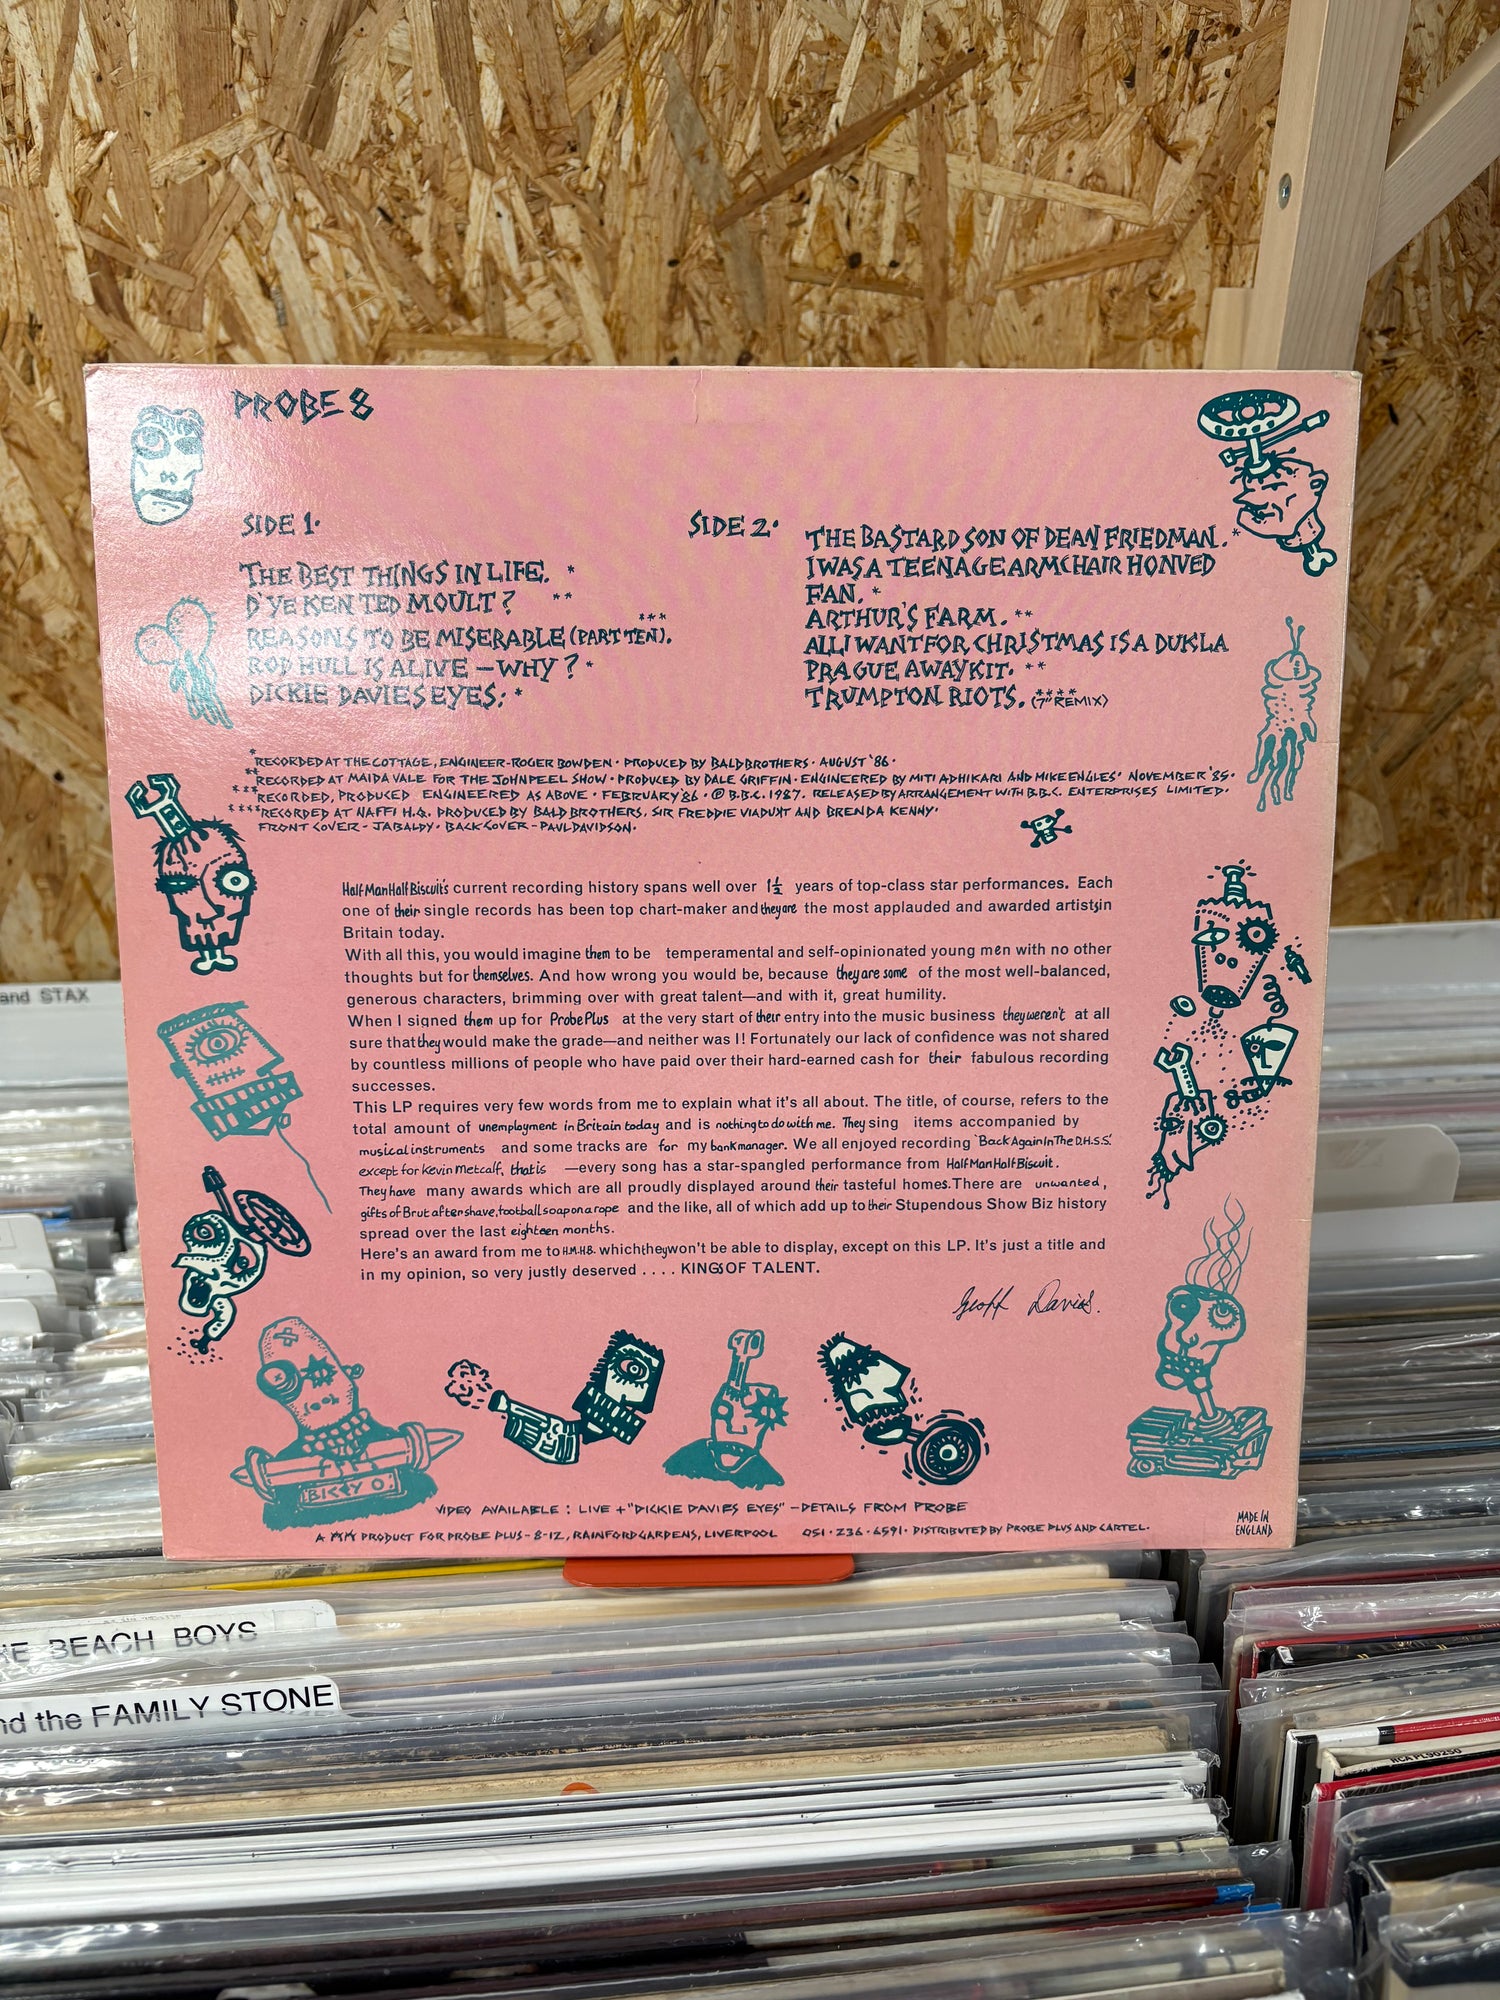 and STAX
PROBE 8
SIDE 1.
THE BEST THINGS IN LIFE. *
D'YE KEN TED MOULT? **
REASONS TO BE MISERABLE (PART TEN). ***
ROD HULL IS ALIVE - WHY? *
DICKIE DAVIES EYES. *
SIDE 2.
THE BASTARD SON OF DEAN FRIEDMAN. *
I WAS A TEENAGE ARMCHAIR HONVED
FAN. *
ARTHUR'S FARM. **
ALL I WANT FOR CHRISTMAS IS A DUKLA
PRAGUE AWAY KIT. **
TRUMPTON RIOTS. **** (7" REMIX)
* RECORDED AT THE COTTAGE, ENGINEER - ROGER BOWDEN · PRODUCED BY BALD BROTHERS · AUGUST '86 ·
** RECORDED AT MAIDA VALE FOR THE JOHN PEEL SHOW · PRODUCED BY DALE GRIFFIN · ENGINEERED BY MITI ADHIKARI AND MIKE ENGLES' NOVEMBER '85 ·
*** RECORDED, PRODUCED ENGINEERED AS ABOVE · FEBRUARY '86 · ℗ B.B.C. 1987. RELEASED BY ARRANGEMENT WITH B.B.C. ENTERPRISES LIMITED.
**** RECORDED AT NAFFI H.Q. PRODUCED BY BALD BROTHERS, SIR FREDDIE VIADUKT AND BRENDA KENNY·
FRONT COVER - JABALDY · BACK COVER - PAUL DAVIDSON·
Half Man Half Biscuit's current recording history spans well over 1½ years of top-class star performances. Each
one of their single records has been top chart-maker and they are the most applauded and awarded artists in
Britain today.
With all this, you would imagine them to be temperamental and self-opinionated young men with no other
thoughts but for themselves. And how wrong you would be, because they are some of the most well-balanced,
generous characters, brimming over with great talent—and with it, great humility.
When I signed them up for Probe Plus at the very start of their entry into the music business they weren't at all
sure that they would make the grade—and neither was I! Fortunately our lack of confidence was not shared
by countless millions of people who have paid over their hard-earned cash for their fabulous recording
successes.
This LP requires very few words from me to explain what it's all about. The title, of course, refers to the
total amount of unemployment in Britain today and is nothing to do with me. They sing items accompanied by
musical instruments and some tracks are for my bank manager. We all enjoyed recording 'Back Again In The D.H.S.S.'
except for Kevin Metcalf, that is —every song has a star-spangled performance from Half Man Half Biscuit.
They have many awards which are all proudly displayed around their tasteful homes. There are unwanted,
gifts of Brut aftershave, football soap on a rope and the like, all of which add up to their Stupendous Show Biz history
spread over the last eighteen months.
Here's an award from me to H.M.H.B. which they won't be able to display, except on this LP. It's just a title and
in my opinion, so very justly deserved .... KINGS OF TALENT.
Geoff Davies.
BICKY O.
VIDEO AVAILABLE : LIVE + "DICKIE DAVIES EYES" - DETAILS FROM PROBE
A PRODUCT FOR PROBE PLUS - 8-12, RAINFORD GARDENS, LIVERPOOL 051 · 236 · 6591 · DISTRIBUTED BY PROBE PLUS AND CARTEL.
MADE IN
ENGLAND
BEACH BOYS
the FAMILY STONE
RCA PL90250